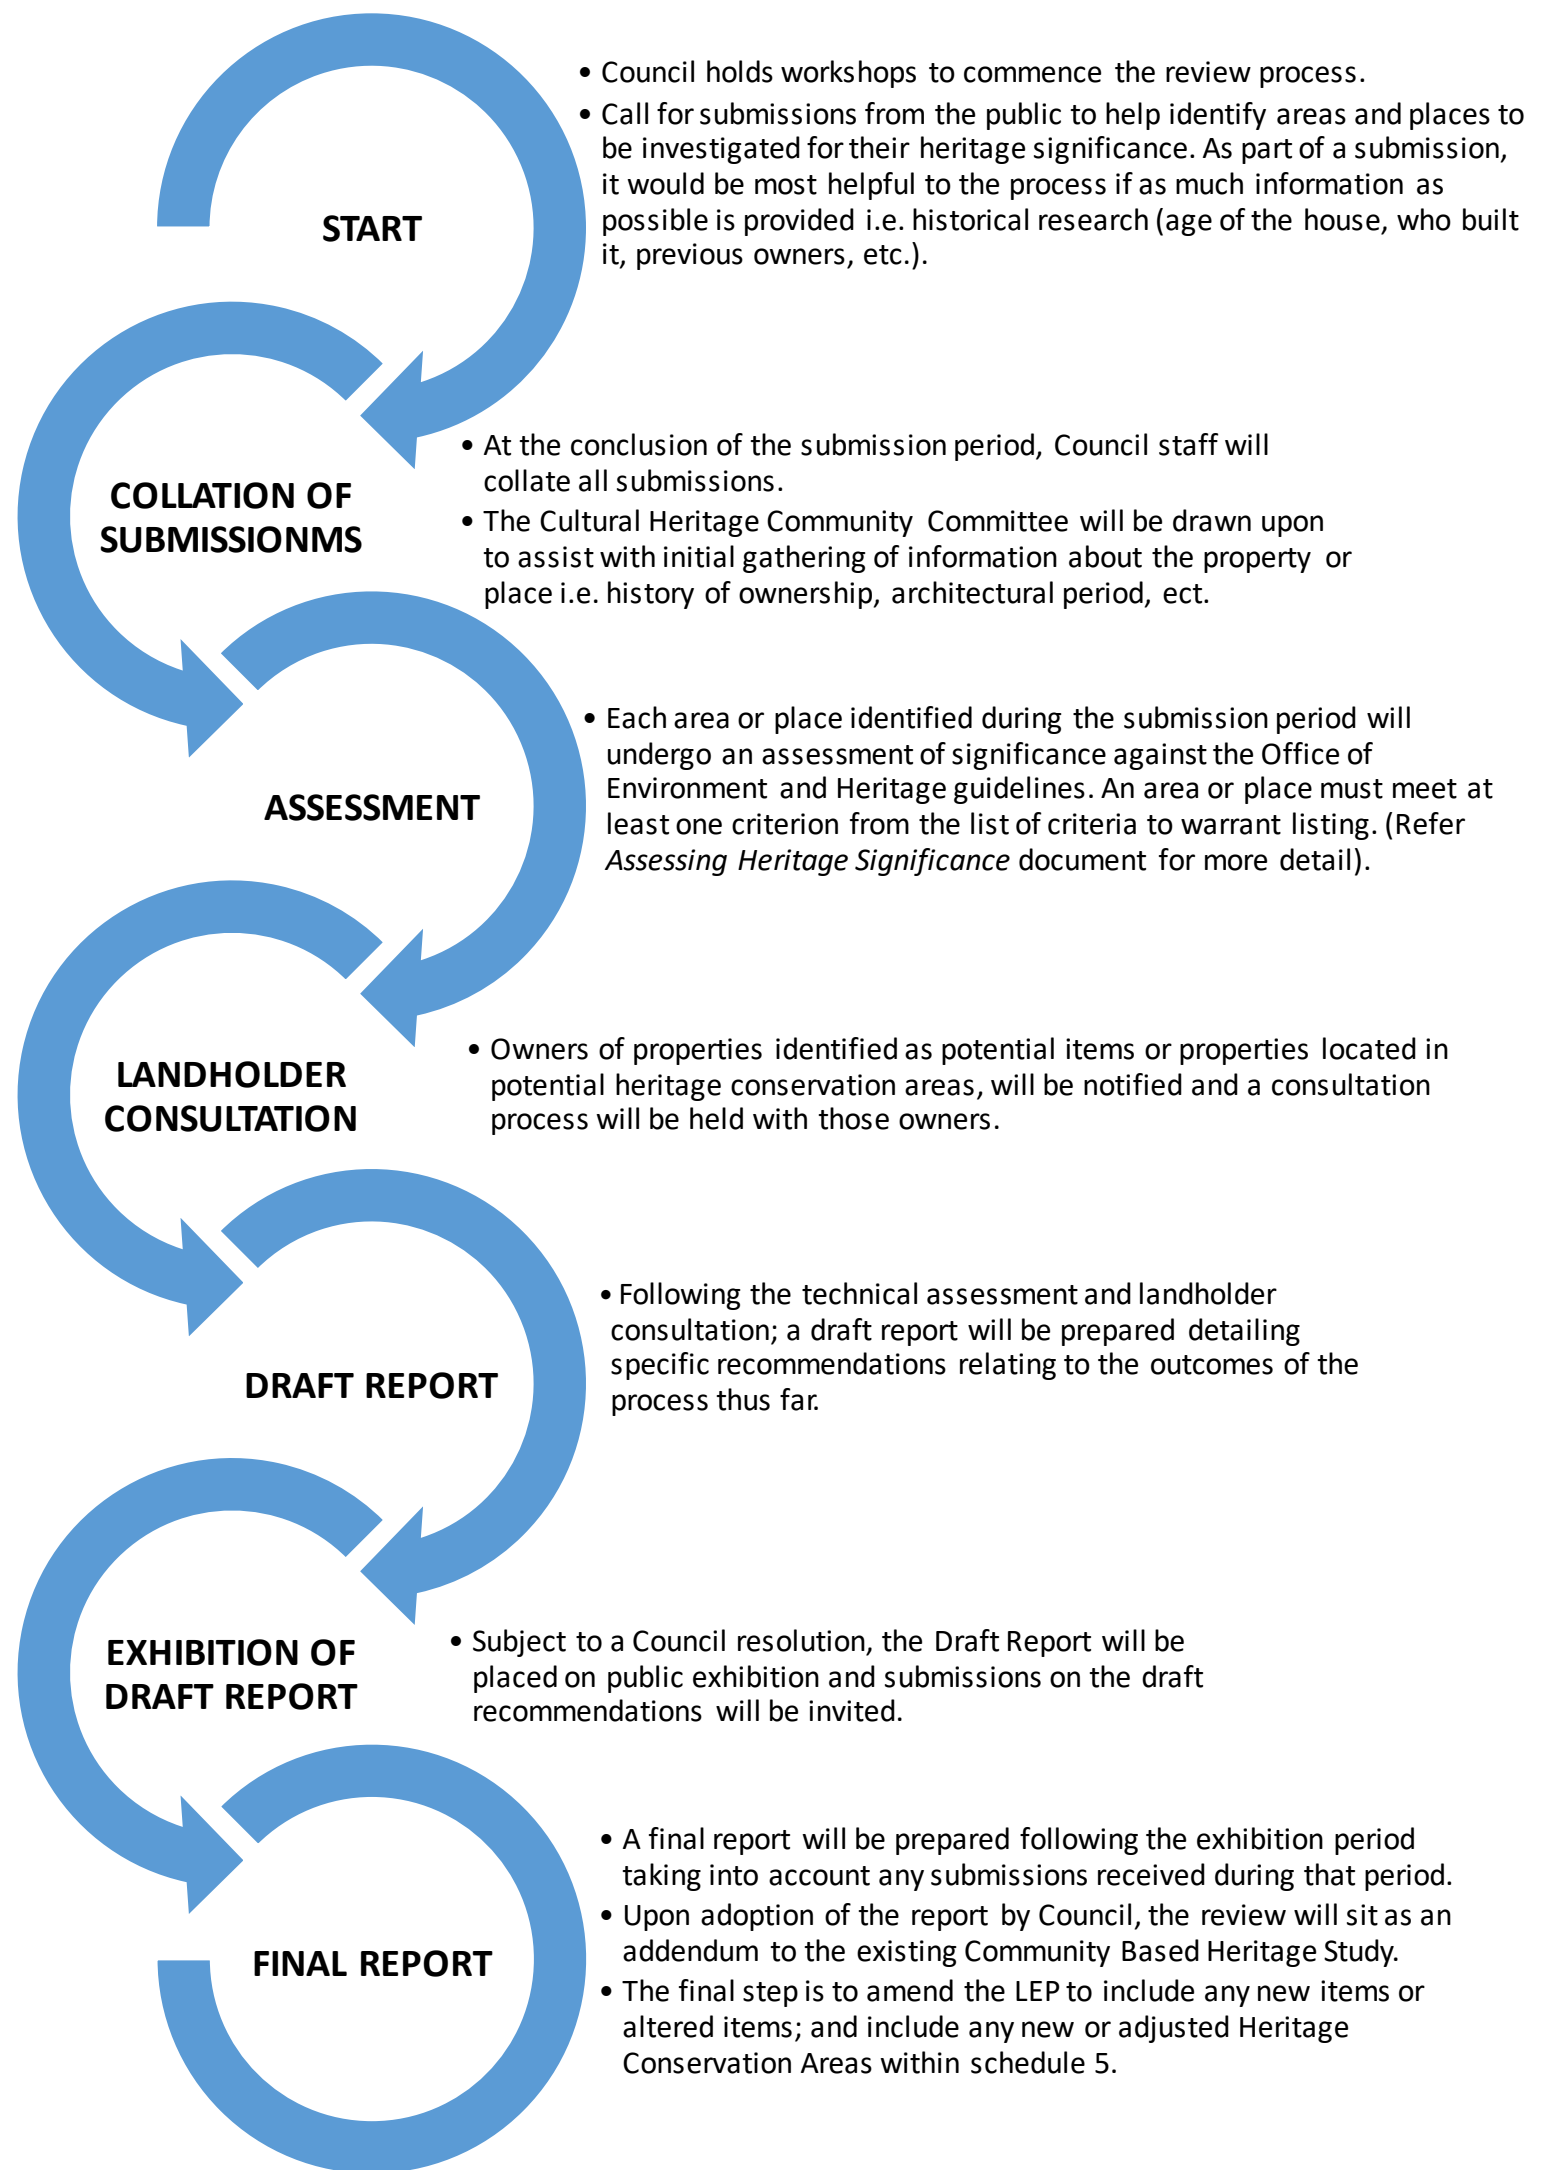 START
• Council holds workshops to commence the review process.
• Call for submissions from the public to help identify areas and places to
be investigated for their heritage significance. As part of a submission,
it would be most helpful to the process if as much information as
possible is provided i.e. historical research (age of the house, who built
it, previous owners, etc.).
COLLATION OF
SUBMISSIONMS
• At the conclusion of the submission period, Council staff will
collate all submissions.
• The Cultural Heritage Community Committee will be drawn upon
to assist with initial gathering of information about the property or
place i.e. history of ownership, architectural period, ect.
ASSESSMENT
• Each area or place identified during the submission period will
undergo an assessment of significance against the Office of
Environment and Heritage guidelines. An area or place must meet at
least one criterion from the list of criteria to warrant listing. (Refer
Assessing Heritage Significance document for more detail).
LANDHOLDER
CONSULTATION
• Owners of properties identified as potential items or properties located in
potential heritage conservation areas, will be notified and a consultation
process will be held with those owners.
DRAFT REPORT
• Following the technical assessment and landholder
consultation; a draft report will be prepared detailing
specific recommendations relating to the outcomes of the
process thus far.
EXHIBITION OF
DRAFT REPORT
• Subject to a Council resolution, the Draft Report will be
placed on public exhibition and submissions on the draft
recommendations will be invited.
FINAL REPORT
• A final report will be prepared following the exhibition period
taking into account any submissions received during that period.
• Upon adoption of the report by Council, the review will sit as an
addendum to the existing Community Based Heritage Study.
• The final step is to amend the LEP to include any new items or
altered items; and include any new or adjusted Heritage
Conservation Areas within schedule 5.